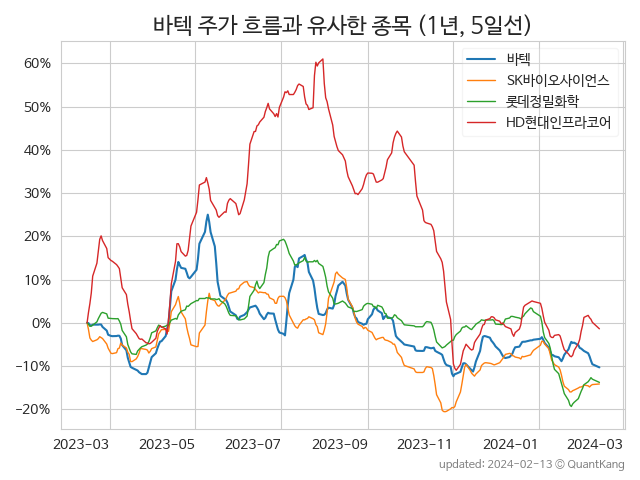 바텍 주가 흐름과 유사한 종목 (1년, 5일선)
바텍
SK바이오사이언스
롯데정밀화학
HD현대인프라코어
60%
50%
40%
30%
20%
10%
0%
−10%
−20%
2023-03 2023-05 2023-07 2023-09 2023-11 2024-01 2024-03
updated: 2024-02-13 © QuantKang